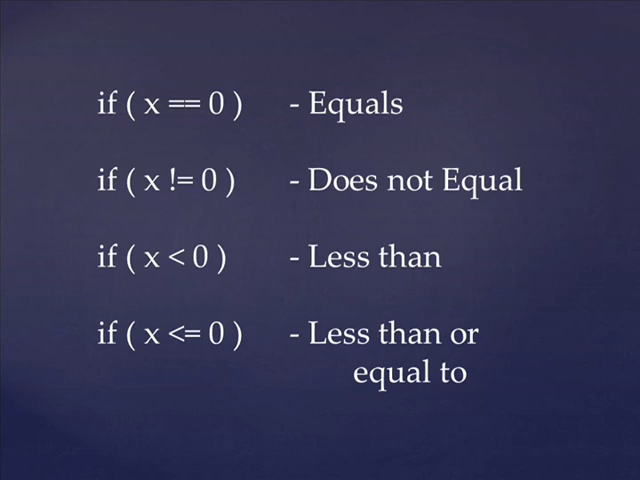 if ( x == 0 ) - Equals
if ( x != 0 ) - Does not Equal
if ( x < 0 ) - Less than
if ( x <= 0 ) - Less than or
equal to